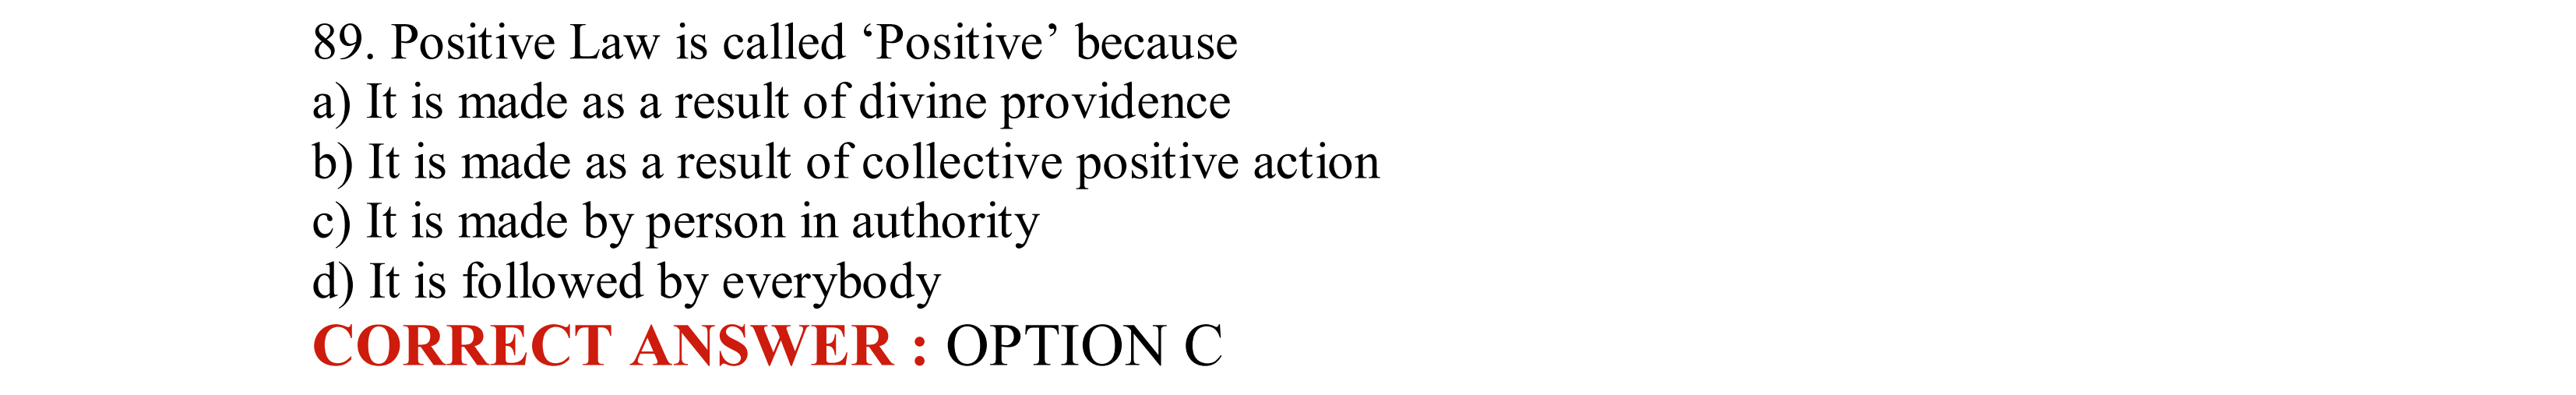 89. Positive Law is called ‘Positive’ because
a) It is made as a result of divine providence
b) It is made as a result of collective positive action
c) It is made by person in authority
d) It is followed by everybody
CORRECT ANSWER : OPTION C